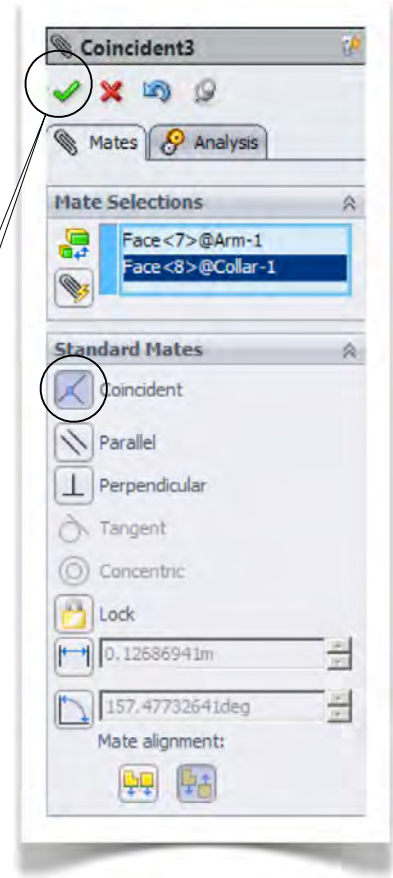 Coincident3
Mates Analysis
Mate Selections
Face<7>@Arm-1
Face<8>@Collar-1
Standard Mates
Coincident
Parallel
Perpendicular
Tangent
Concentric
Lock
0.12686941m
157.47732641deg
Mate alignment: